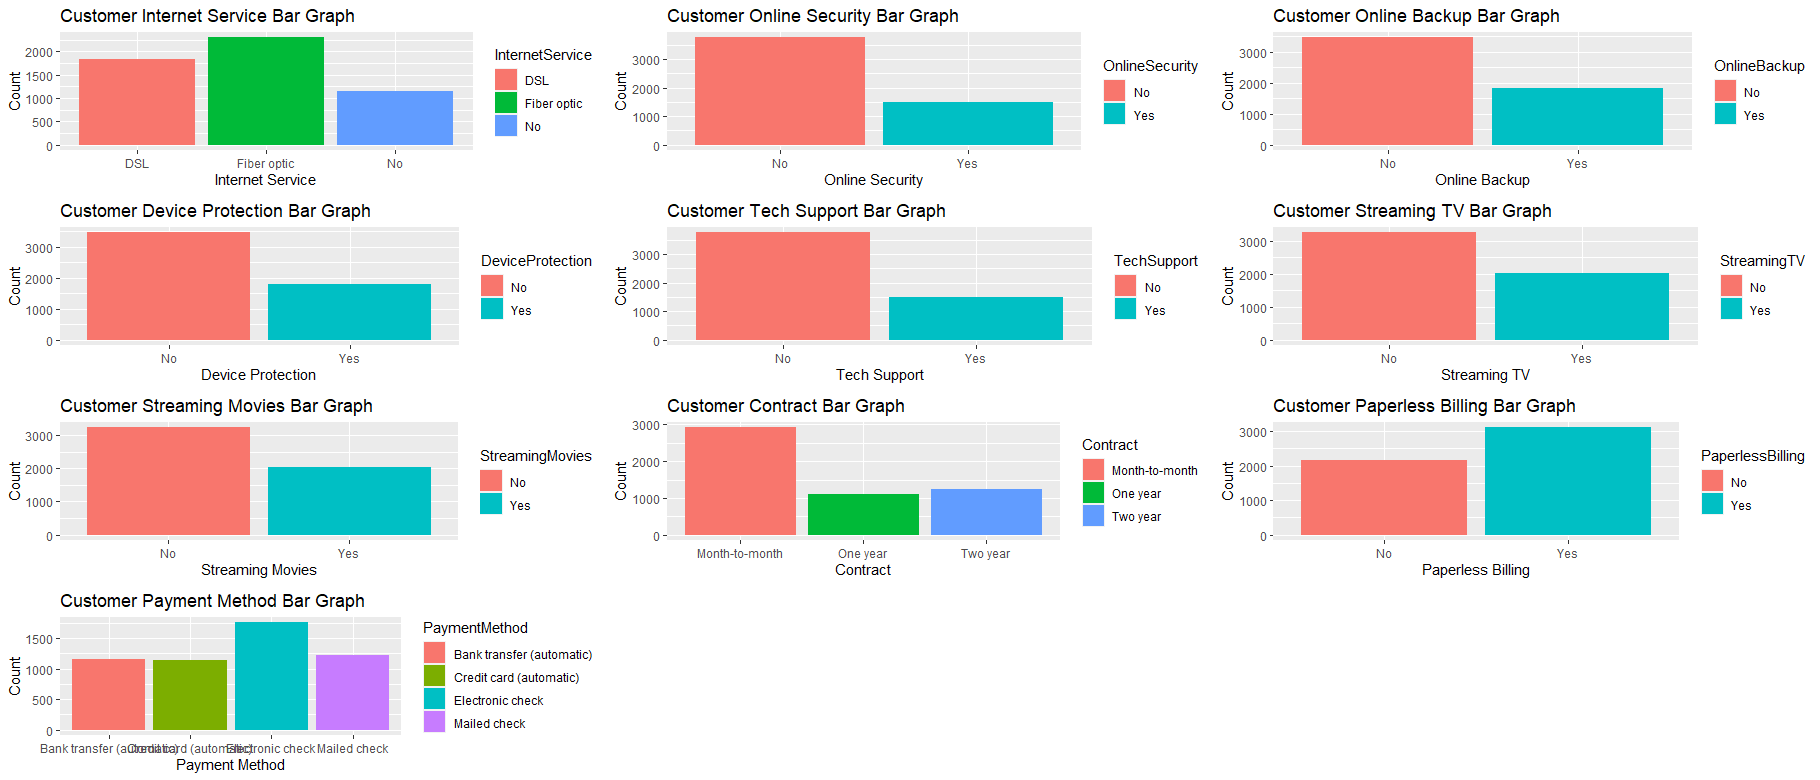 Customer Internet Service Bar Graph
Count
2000
1500
1000
500
0
DSL
Fiber optic
No
Internet Service
InternetService
DSL
Fiber optic
No
Customer Online Security Bar Graph
Count
3000
2000
1000
0
No
Yes
Online Security
OnlineSecurity
No
Yes
Customer Online Backup Bar Graph
Count
3000
2000
1000
0
No
Yes
Online Backup
OnlineBackup
No
Yes
Customer Device Protection Bar Graph
Count
3000
2000
1000
0
No
Yes
Device Protection
DeviceProtection
No
Yes
Customer Tech Support Bar Graph
Count
3000
2000
1000
0
No
Yes
Tech Support
TechSupport
No
Yes
Customer Streaming TV Bar Graph
Count
3000
2000
1000
0
No
Yes
Streaming TV
StreamingTV
No
Yes
Customer Streaming Movies Bar Graph
Count
3000
2000
1000
0
No
Yes
Streaming Movies
StreamingMovies
No
Yes
Customer Contract Bar Graph
Count
3000
2000
1000
0
Month-to-month
One year
Two year
Contract
Contract
Month-to-month
One year
Two year
Customer Paperless Billing Bar Graph
Count
3000
2000
1000
0
No
Yes
Paperless Billing
PaperlessBilling
No
Yes
Customer Payment Method Bar Graph
Count
1500
1000
500
0
Bank transfer (automatic)
Credit card (automatic)
Electronic check
Mailed check
Payment Method
PaymentMethod
Bank transfer (automatic)
Credit card (automatic)
Electronic check
Mailed check